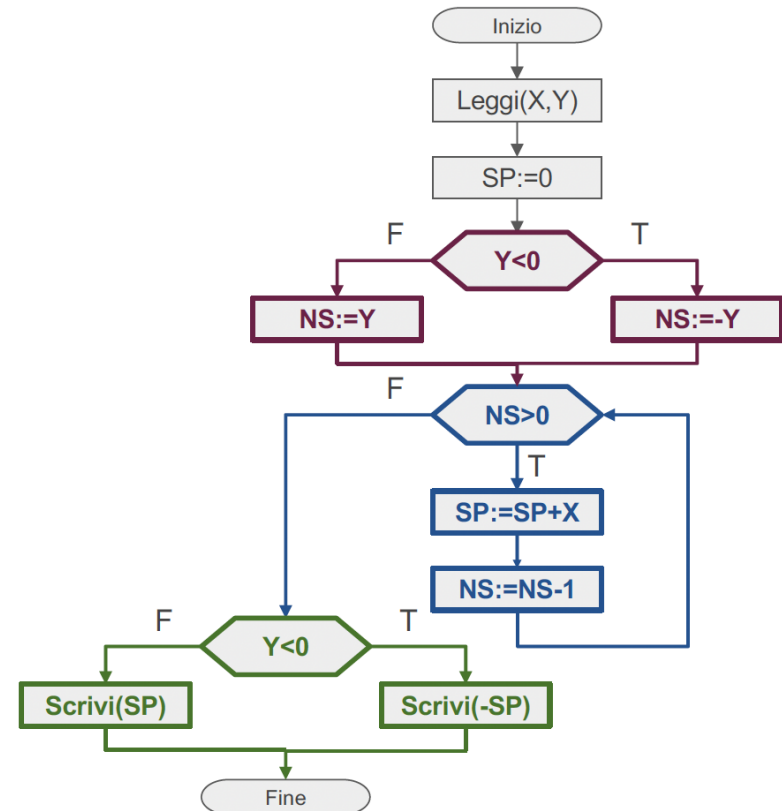 Inizio
Leggi(X,Y)
SP:=0
F
T
Y<0
NS:=Y
NS:=-Y
F
NS>0
T
SP:=SP+X
NS:=NS-1
F
T
Y<0
Scrivi(SP)
Scrivi(-SP)
Fine